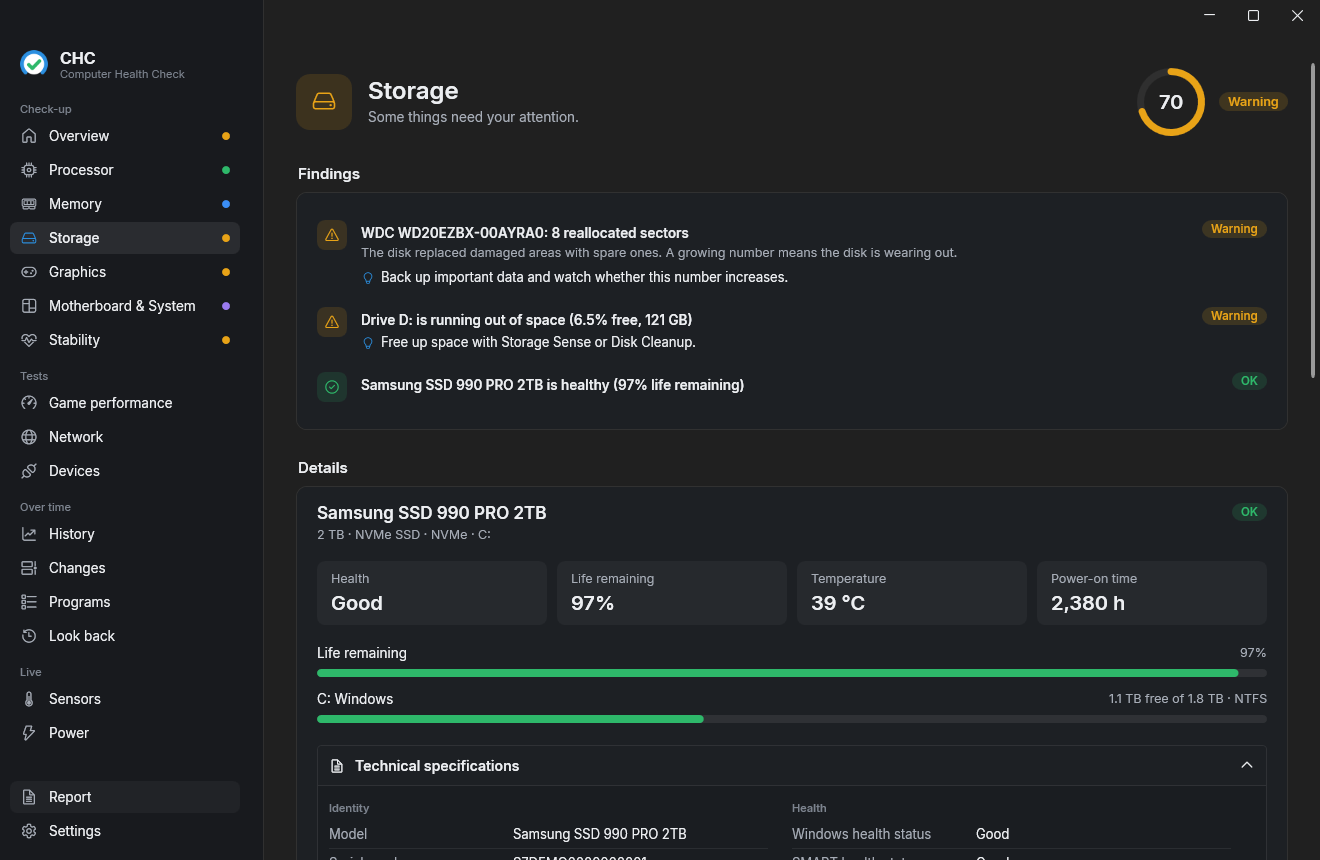 CHC
Computer Health Check
Check-up
Overview
Processor
Memory
Storage
Graphics
Motherboard & System
Stability
Tests
Game performance
Network
Devices
Over time
History
Changes
Programs
Look back
Live
Sensors
Power
Report
Settings
Storage
Some things need your attention.
70
Warning
Findings
WDC WD20EZBX-00AYRA0: 8 reallocated sectors
Warning
The disk replaced damaged areas with spare ones. A growing number means the disk is wearing out.
Back up important data and watch whether this number increases.
Drive D: is running out of space (6.5% free, 121 GB)
Warning
Free up space with Storage Sense or Disk Cleanup.
Samsung SSD 990 PRO 2TB is healthy (97% life remaining)
OK
Details
Samsung SSD 990 PRO 2TB
OK
2 TB · NVMe SSD · NVMe · C:
Health
Good
Life remaining
97%
Temperature
39 °C
Power-on time
2,380 h
Life remaining 97%
C: Windows 1.1 TB free of 1.8 TB · NTFS
Technical specifications
Identity
Model Samsung SSD 990 PRO 2TB
Health
Windows health status Good